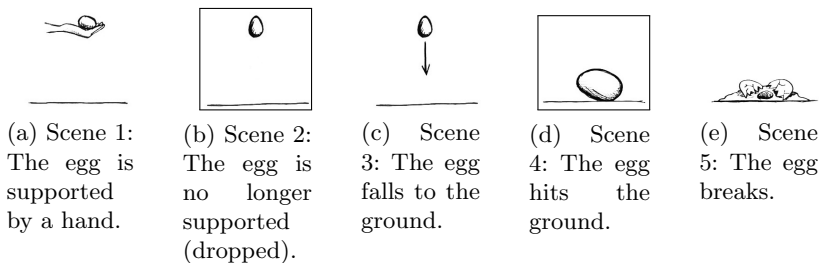 (a) Scene 1:
The egg is
supported
by a hand.
(b) Scene 2:
The egg is
no longer
supported
(dropped).
(c) Scene
3: The egg
falls to the
ground.
(d) Scene
4: The egg
hits the
ground.
(e) Scene
5: The egg
breaks.